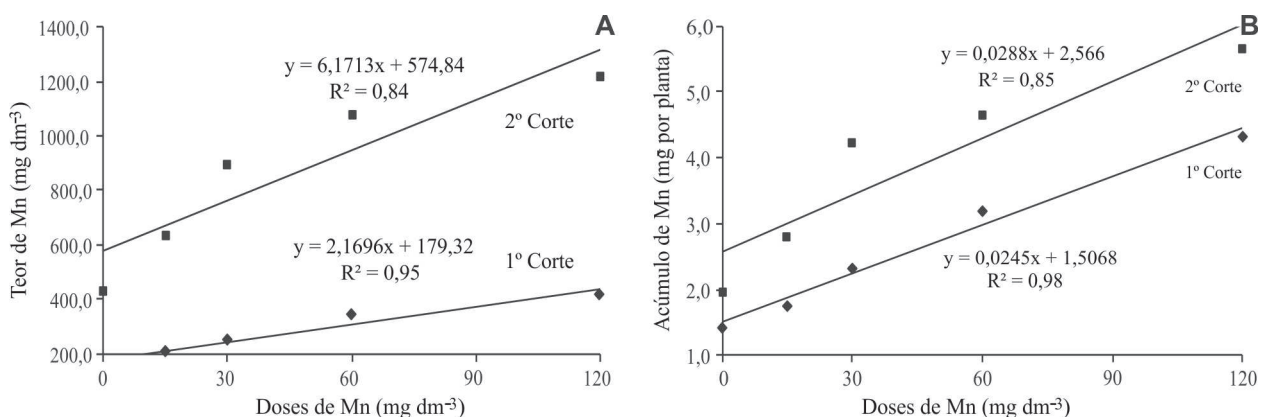 A
Teor de Mn (mg dm⁻³)
1400,0
1200,0
1000,0
800,0
600,0
400,0
200,0
y = 6,1713x + 574,84
R² = 0,84
2º Corte
y = 2,1696x + 179,32
R² = 0,95
1º Corte
0 30 60 90 120
Doses de Mn (mg dm⁻³)
B
Acúmulo de Mn (mg por planta)
6,0
5,0
4,0
3,0
2,0
1,0
y = 0,0288x + 2,566
R² = 0,85
2º Corte
1º Corte
y = 0,0245x + 1,5068
R² = 0,98
0 30 60 90 120
Doses de Mn (mg dm⁻³)